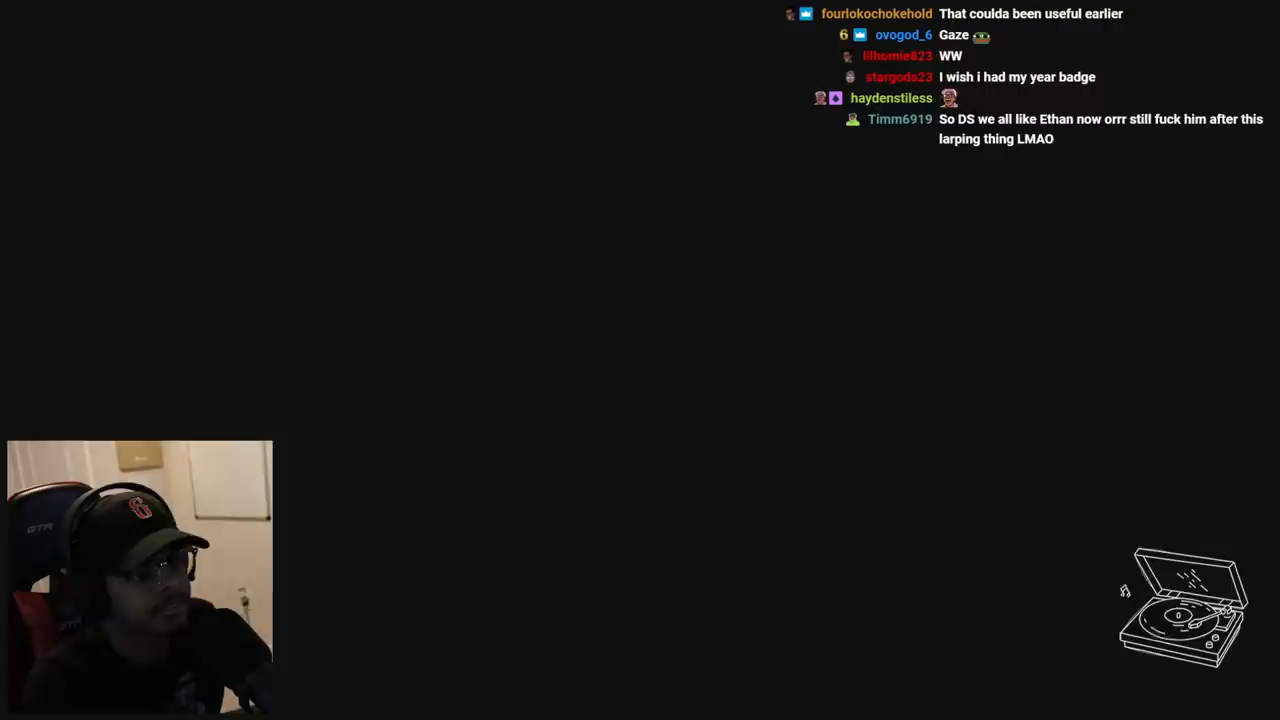 fourlokochokehold That coulda been useful earlier
6 ovogod_6 Gaze
lilhomie823 WW
stargods23 I wish i had my year badge
haydenstiless
Timm6919 So DS we all like Ethan now orrr still fuck him after this
larping thing LMAO
GTR